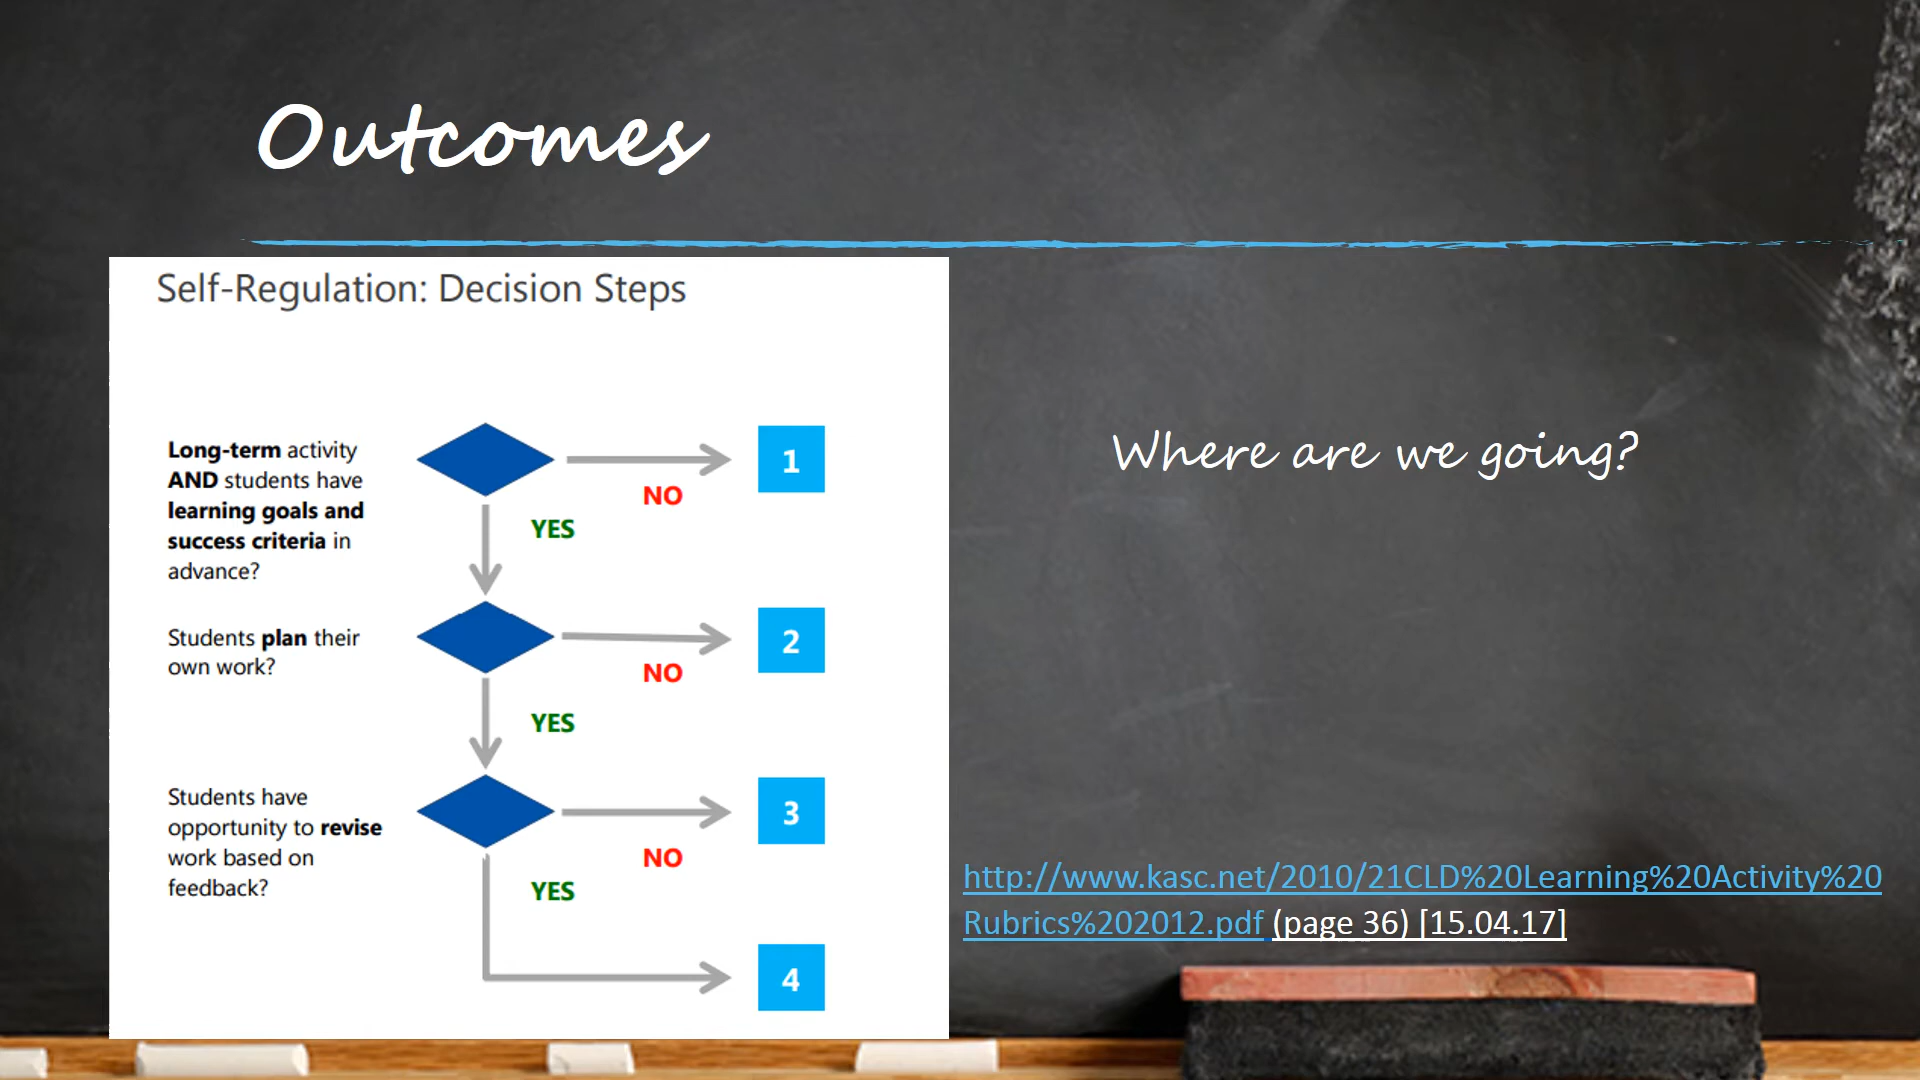 Outcomes
Self-Regulation: Decision Steps
Long-term activity
AND students have
learning goals and
success criteria in
advance?
NO
1
YES
Students plan their
own work?
NO
2
YES
Students have
opportunity to revise
work based on
feedback?
NO
3
YES
4
Where are we going?
http://www.kasc.net/2010/21CLD%20Learning%20Activity%20
Rubrics%202012.pdf (page 36) [15.04.17]